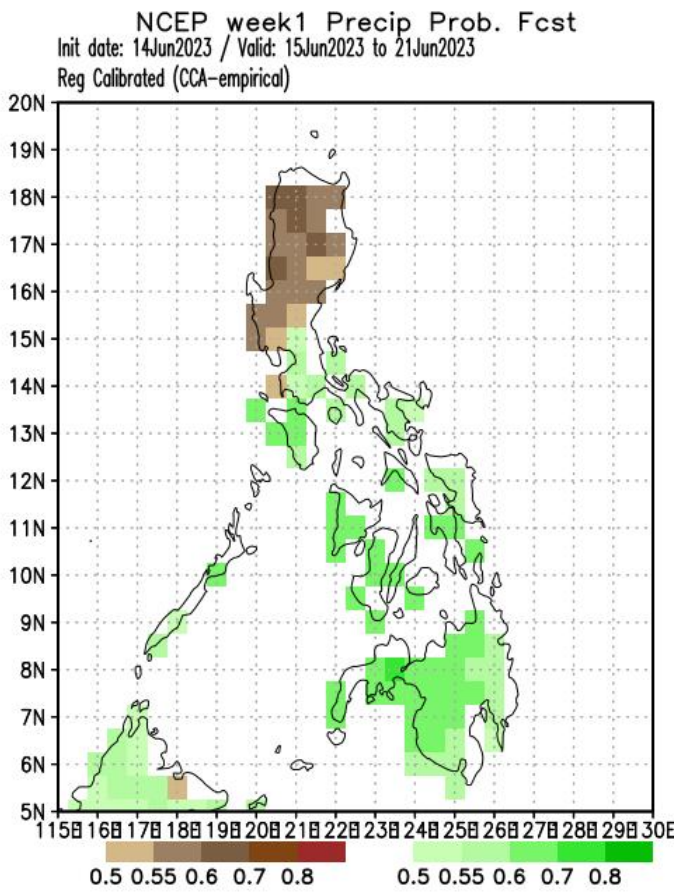 NCEP week1 Precip Prob. Fcst
Init date: 14Jun2023 / Valid: 15Jun2023 to 21Jun2023
Reg Calibrated (CCA-empirical)
20N
19N
18N
17N
16N
15N
14N
13N
12N
11N
10N
9N
8N
7N
6N
5N
115E 116E 117E 118E 119E 120E 121E 122E 123E 124E 125E 126E 127E 128E 129E 130E
0.5 0.55 0.6 0.7 0.8 0.5 0.55 0.6 0.7 0.8